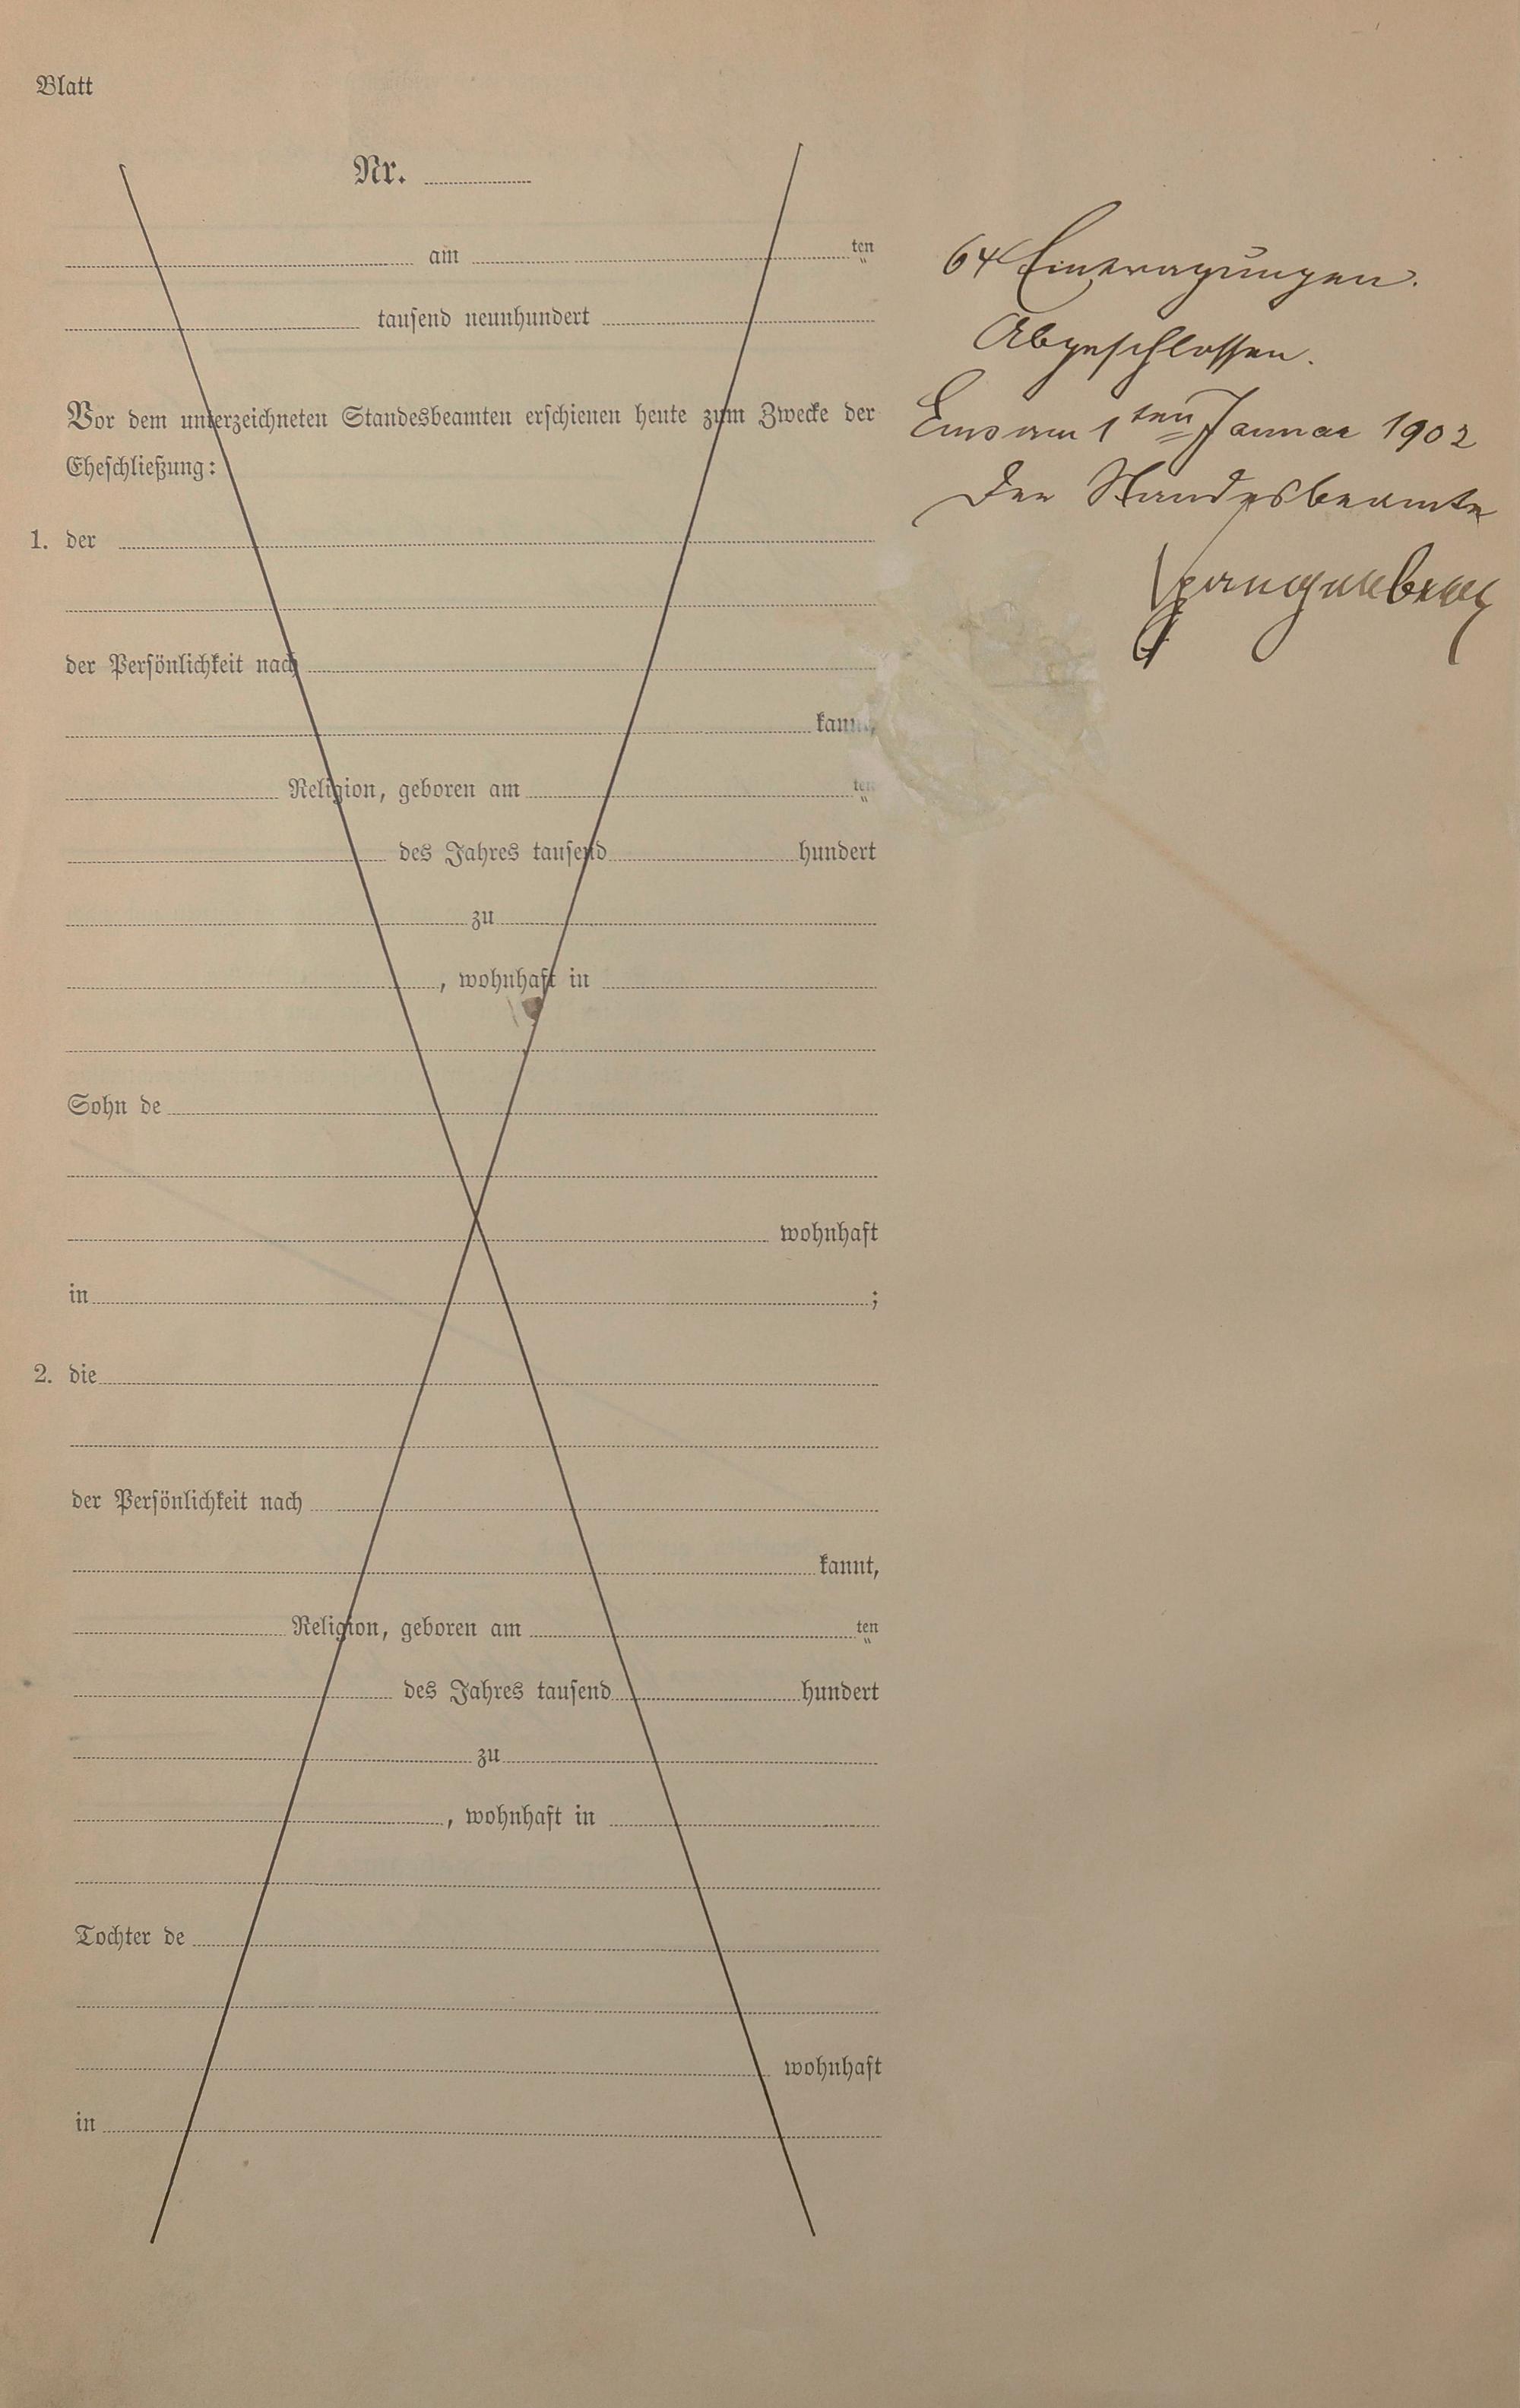 Blatt
Nr.
am ten
tausend neunhundert
Vor dem unterzeichneten Standesbeamten erschienen heute zum Zwecke der
Eheschließung:
1. der
der Persönlichkeit nach
kannt,
Religion, geboren am ten
des Jahres tausend hundert
zu
, wohnhaft in
Sohn de
wohnhaft
in ;
2. die
der Persönlichkeit nach
kannt,
Religion, geboren am ten
des Jahres tausend hundert
zu
, wohnhaft in
Tochter de
wohnhaft
in
64 Eintragungen.
Abgeschlossen.
Ems am 1ten Januar 1902
Der Standesbeamte